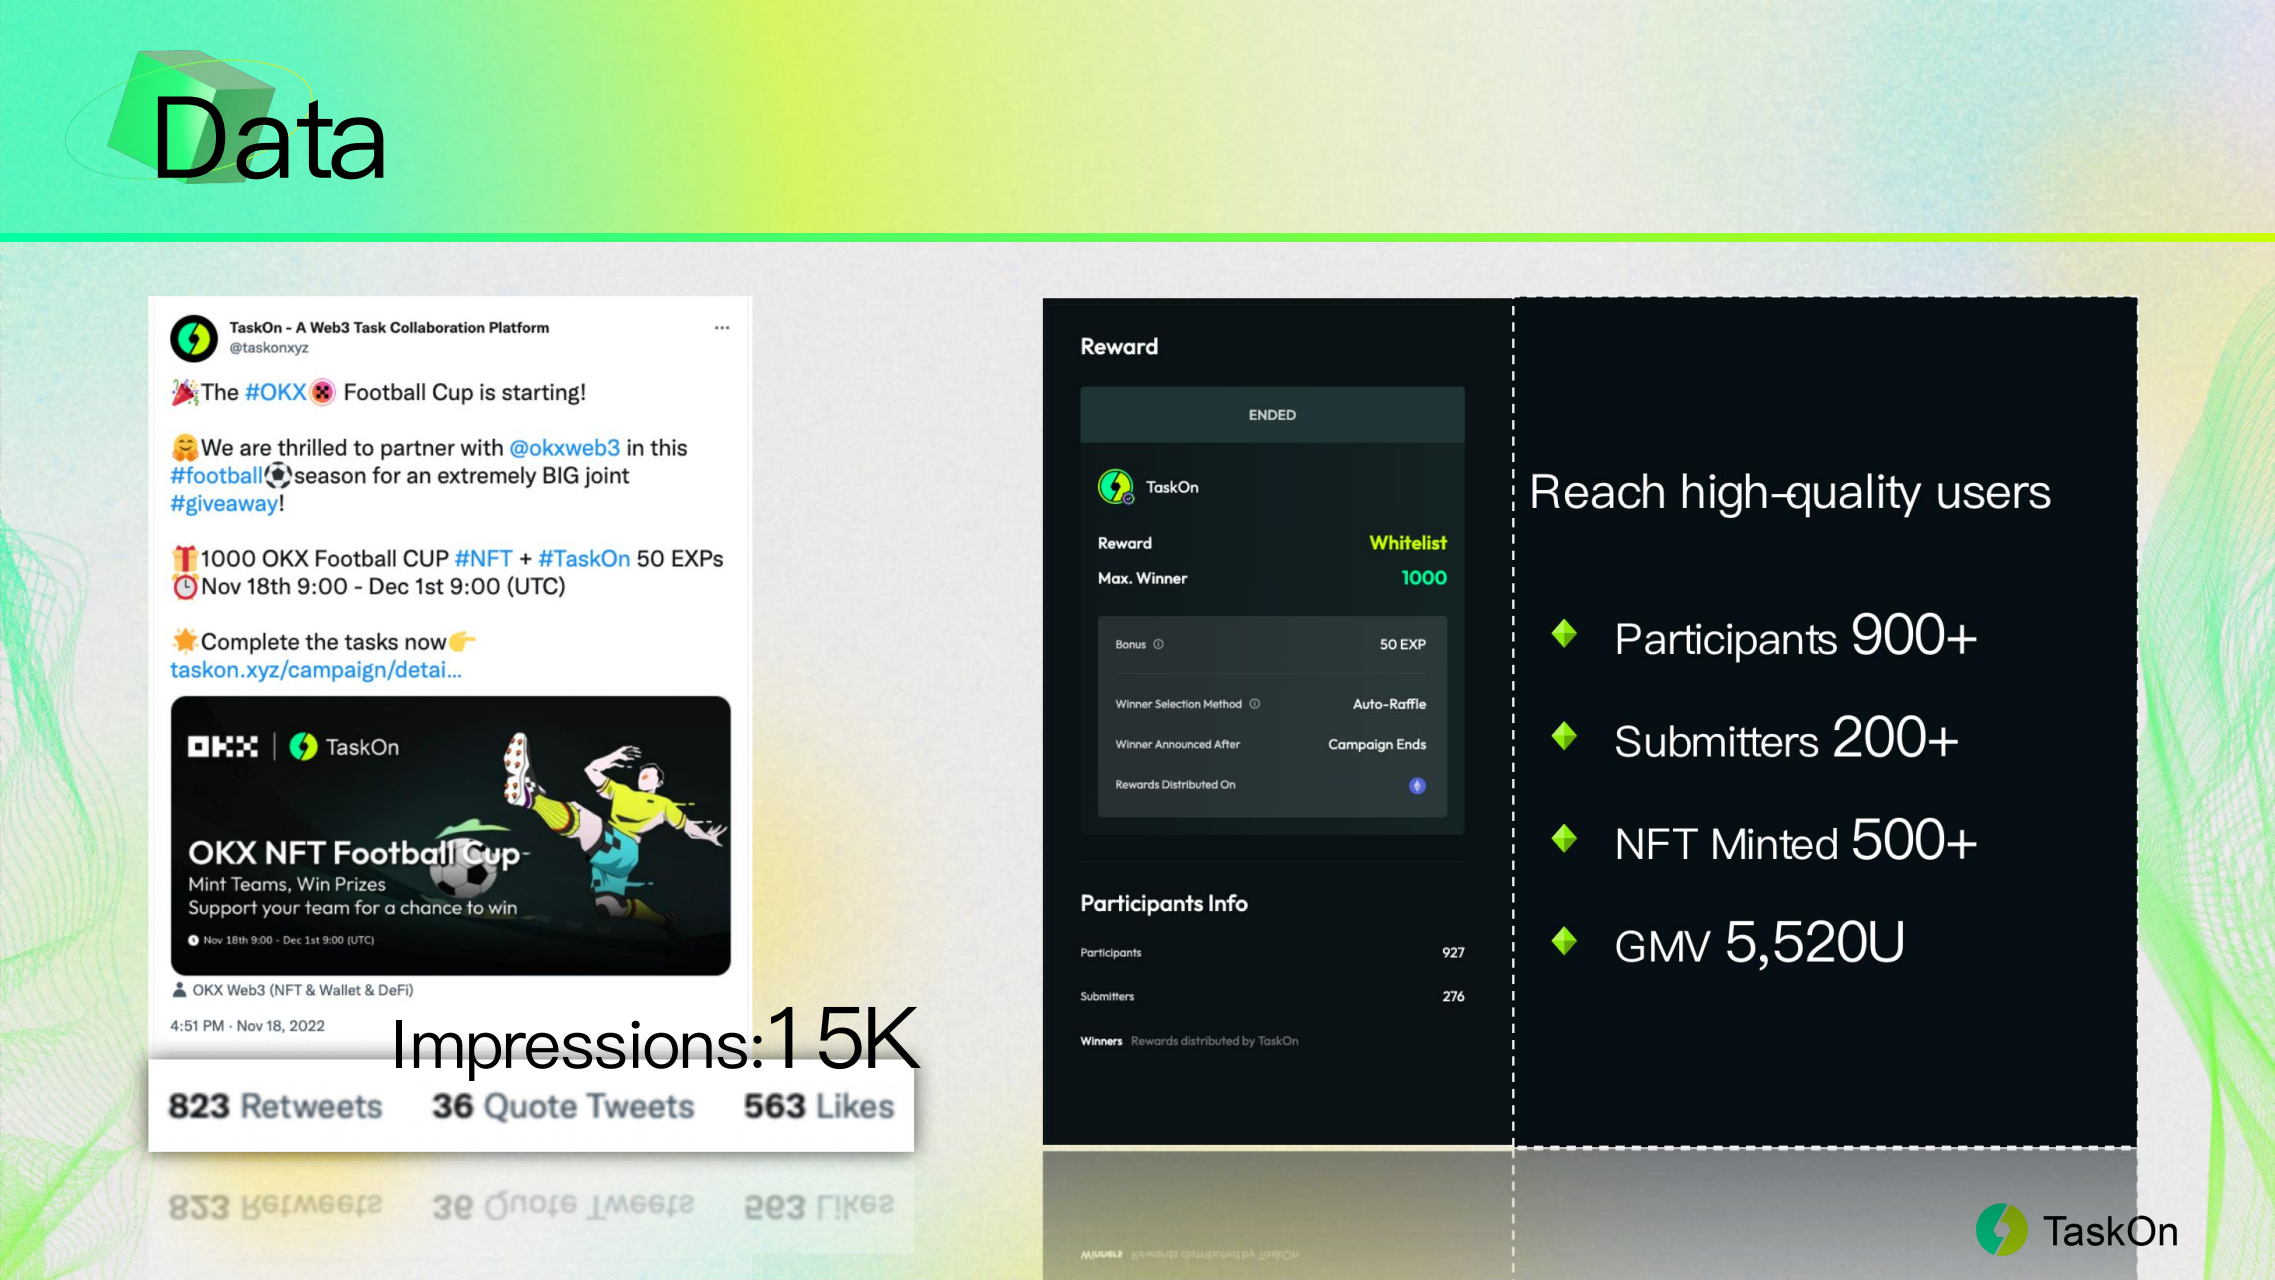 Data
TaskOn - A Web3 Task Collaboration Platform
@taskonxyz
The #OKX Football Cup is starting!
We are thrilled to partner with @okxweb3 in this
#football season for an extremely BIG joint
#giveaway!
1000 OKX Football CUP #NFT + #TaskOn 50 EXPs
Nov 18th 9:00 - Dec 1st 9:00 (UTC)
Complete the tasks now
taskon.xyz/campaign/detai...
OKX | TaskOn
OKX NFT Football Cup
Mint Teams, Win Prizes
Support your team for a chance to win
Nov 18th 9:00 - Dec 1st 9:00 (UTC)
OKX Web3 (NFT & Wallet & DeFi)
4:51 PM · Nov 18, 2022
Impressions:15K
823 Retweets 36 Quote Tweets 563 Likes
Reward
ENDED
TaskOn
Reward Whitelist
Max. Winner 1000
Bonus 50 EXP
Winner Selection Method Auto-Raffle
Winner Announced After Campaign Ends
Rewards Distributed On
Participants Info
Participants 927
Submitters 276
Winners Rewards distributed by TaskOn
Reach high-quality users
Participants 900+
Submitters 200+
NFT Minted 500+
GMV 5,520U
TaskOn